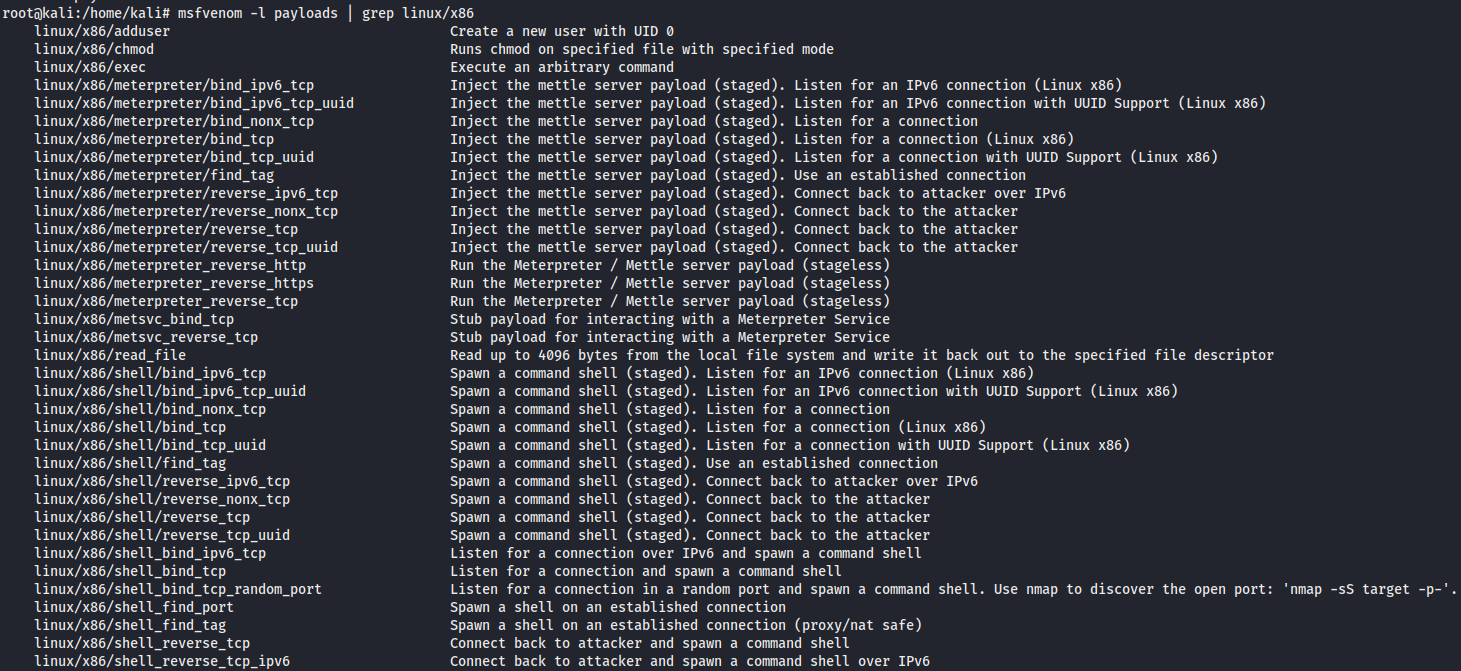 root@kali:/home/kali# msfvenom -l payloads | grep linux/x86
linux/x86/adduser Create a new user with UID 0
linux/x86/chmod Runs chmod on specified file with specified mode
linux/x86/exec Execute an arbitrary command
linux/x86/meterpreter/bind_ipv6_tcp Inject the mettle server payload (staged). Listen for an IPv6 connection (Linux x86)
linux/x86/meterpreter/bind_ipv6_tcp_uuid Inject the mettle server payload (staged). Listen for an IPv6 connection with UUID Support (Linux x86)
linux/x86/meterpreter/bind_nonx_tcp Inject the mettle server payload (staged). Listen for a connection
linux/x86/meterpreter/bind_tcp Inject the mettle server payload (staged). Listen for a connection (Linux x86)
linux/x86/meterpreter/bind_tcp_uuid Inject the mettle server payload (staged). Listen for a connection with UUID Support (Linux x86)
linux/x86/meterpreter/find_tag Inject the mettle server payload (staged). Use an established connection
linux/x86/meterpreter/reverse_ipv6_tcp Inject the mettle server payload (staged). Connect back to attacker over IPv6
linux/x86/meterpreter/reverse_nonx_tcp Inject the mettle server payload (staged). Connect back to the attacker
linux/x86/meterpreter/reverse_tcp Inject the mettle server payload (staged). Connect back to the attacker
linux/x86/meterpreter/reverse_tcp_uuid Inject the mettle server payload (staged). Connect back to the attacker
linux/x86/meterpreter_reverse_http Run the Meterpreter / Mettle server payload (stageless)
linux/x86/meterpreter_reverse_https Run the Meterpreter / Mettle server payload (stageless)
linux/x86/meterpreter_reverse_tcp Run the Meterpreter / Mettle server payload (stageless)
linux/x86/metsvc_bind_tcp Stub payload for interacting with a Meterpreter Service
linux/x86/metsvc_reverse_tcp Stub payload for interacting with a Meterpreter Service
linux/x86/read_file Read up to 4096 bytes from the local file system and write it back out to the specified file descriptor
linux/x86/shell/bind_ipv6_tcp Spawn a command shell (staged). Listen for an IPv6 connection (Linux x86)
linux/x86/shell/bind_ipv6_tcp_uuid Spawn a command shell (staged). Listen for an IPv6 connection with UUID Support (Linux x86)
linux/x86/shell/bind_nonx_tcp Spawn a command shell (staged). Listen for a connection
linux/x86/shell/bind_tcp Spawn a command shell (staged). Listen for a connection (Linux x86)
linux/x86/shell/bind_tcp_uuid Spawn a command shell (staged). Listen for a connection with UUID Support (Linux x86)
linux/x86/shell/find_tag Spawn a command shell (staged). Use an established connection
linux/x86/shell/reverse_ipv6_tcp Spawn a command shell (staged). Connect back to attacker over IPv6
linux/x86/shell/reverse_nonx_tcp Spawn a command shell (staged). Connect back to the attacker
linux/x86/shell/reverse_tcp Spawn a command shell (staged). Connect back to the attacker
linux/x86/shell/reverse_tcp_uuid Spawn a command shell (staged). Connect back to the attacker
linux/x86/shell_bind_ipv6_tcp Listen for a connection over IPv6 and spawn a command shell
linux/x86/shell_bind_tcp Listen for a connection and spawn a command shell
linux/x86/shell_bind_tcp_random_port Listen for a connection in a random port and spawn a command shell. Use nmap to discover the open port: 'nmap -sS target -p-'.
linux/x86/shell_find_port Spawn a shell on an established connection
linux/x86/shell_find_tag Spawn a shell on an established connection (proxy/nat safe)
linux/x86/shell_reverse_tcp Connect back to attacker and spawn a command shell
linux/x86/shell_reverse_tcp_ipv6 Connect back to attacker and spawn a command shell over IPv6